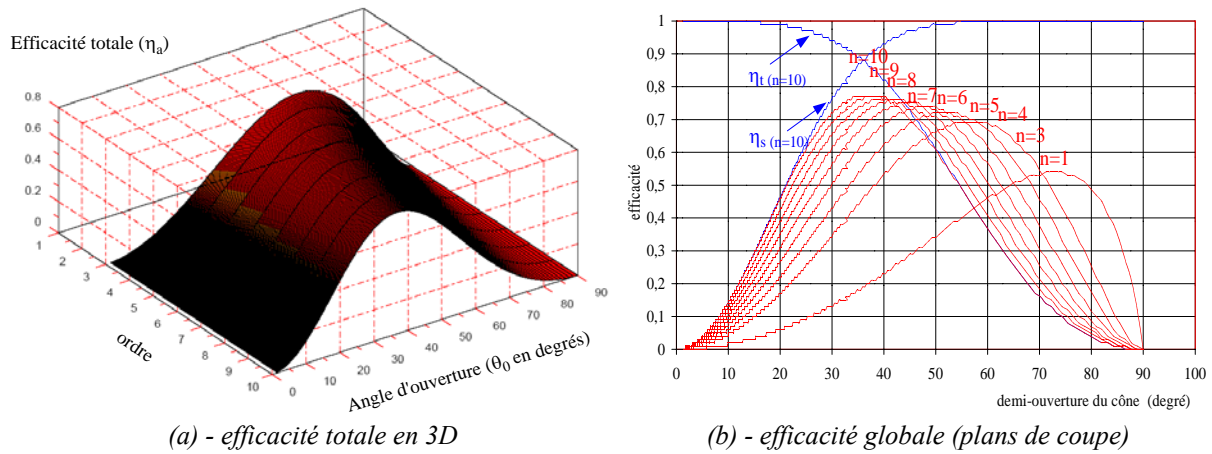 Efficacité totale (ηa)
0.8
0.6
0.4
0.2
0
1
2
3
4
5
6
7
8
9
10
ordre
0
10
20
30
40
50
60
70
80
90
Angle d'ouverture (θ0 en degrés)
(a) - efficacité totale en 3D
1
0,9
0,8
0,7
0,6
0,5
0,4
0,3
0,2
0,1
0
efficacité
ηt (n=10)
ηs (n=10)
n=10
n=9
n=8
n=7
n=6
n=5
n=4
n=3
n=1
0 10 20 30 40 50 60 70 80 90 100
demi-ouverture du cône (degré)
(b) - efficacité globale (plans de coupe)